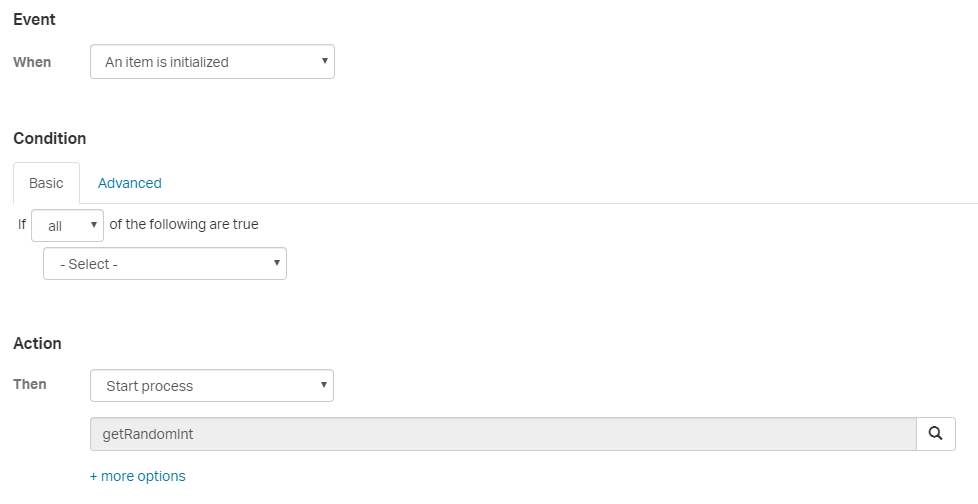 Event
When An item is initialized
Condition
Basic Advanced
If all of the following are true
- Select -
Action
Then Start process
getRandomInt
+ more options